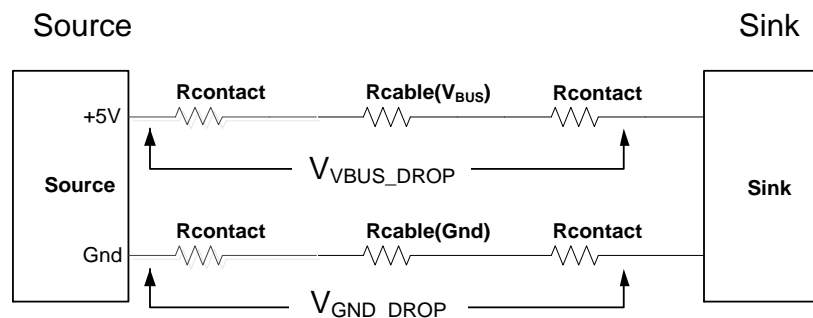 Source Sink
Rcontact Rcable(VBUS) Rcontact
+5V
VVBUS_DROP
Source Sink
Rcontact Rcable(Gnd) Rcontact
Gnd
VGND_DROP